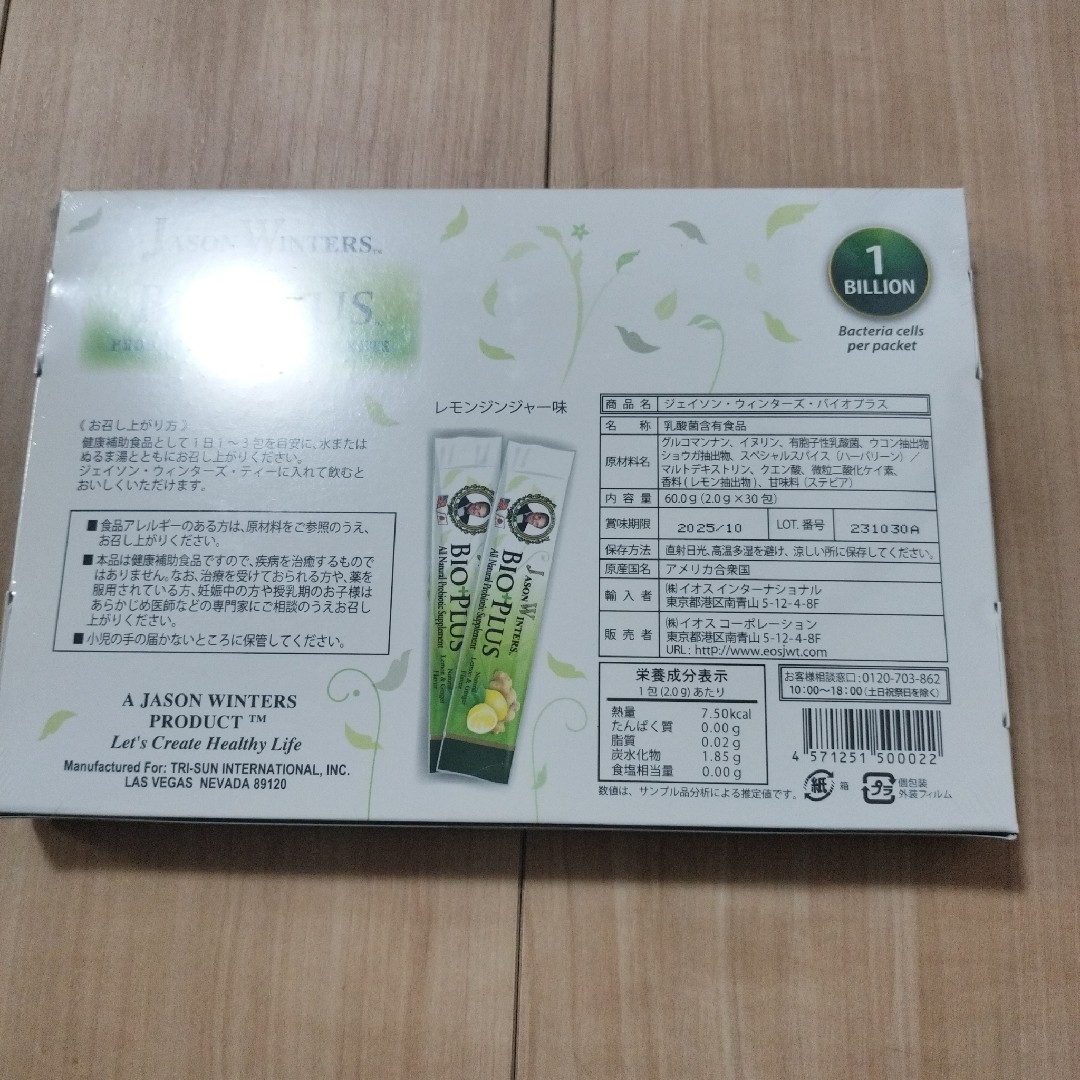 JASON WINTERS™
PLUS™
1
BILLION
Bacteria cells
per packet
レモンジンジャー味
《お召し上がり方》
健康補助食品として1日1～3包を目安に、水または
ぬるま湯とともにお召し上がりください。
ジェイソン・ウィンターズ・ティーに入れて飲むと
おいしくいただけます。
■食品アレルギーのある方は、原材料をご参照のうえ、
お召し上がりください。
■本品は健康補助食品ですので、疾病を治癒するもので
はありません。なお、治療を受けておられる方や、薬を
服用されている方、妊娠中の方や授乳期のお子様は
あらかじめ医師などの専門家にご相談のうえお召し
上がりください。
■小児の手の届かないところに保管してください。
A JASON WINTERS
PRODUCT ™
Let's Create Healthy Life
Manufactured For: TRI-SUN INTERNATIONAL, INC.
LAS VEGAS NEVADA 89120
BIO+PLUS
All Natural Probiotic Supplement
JASON WINTERS™
BIO+PLUS
All Natural Probiotic Supplement
商品名 ジェイソン・ウィンターズ・バイオプラス
名称 乳酸菌含有食品
原材料名 グルコマンナン、イヌリン、有胞子性乳酸菌、ウコン抽出物
ショウガ抽出物、スペシャルスパイス（ハーバリーン）／
マルトデキストリン、クエン酸、微粒二酸化ケイ素、
香料(レモン抽出物)、甘味料(ステビア)
内容量 60.0g (2.0g×30包)
賞味期限 2025/10 LOT. 番号 231030A
保存方法 直射日光、高温多湿を避け、涼しい所に保存してください。
原産国名 アメリカ合衆国
輸入者 ㈱イオス インターナショナル
東京都港区南青山 5-12-4-8F
販売者 ㈱イオス コーポレーション
東京都港区南青山 5-12-4-8F
URL: http://www.eosjwt.com
栄養成分表示
1包(2.0g)あたり
熱量 7.50kcal
たんぱく質 0.00g
脂質 0.02g
炭水化物 1.85g
食塩相当量 0.00g
数値は、サンプル品分析による推定値です。
お客様相談窓口:0120-703-862
10:00～18:00(土日祝祭日を除く)
4 571251 500022
紙 箱
プラ 個包装
外装フィルム